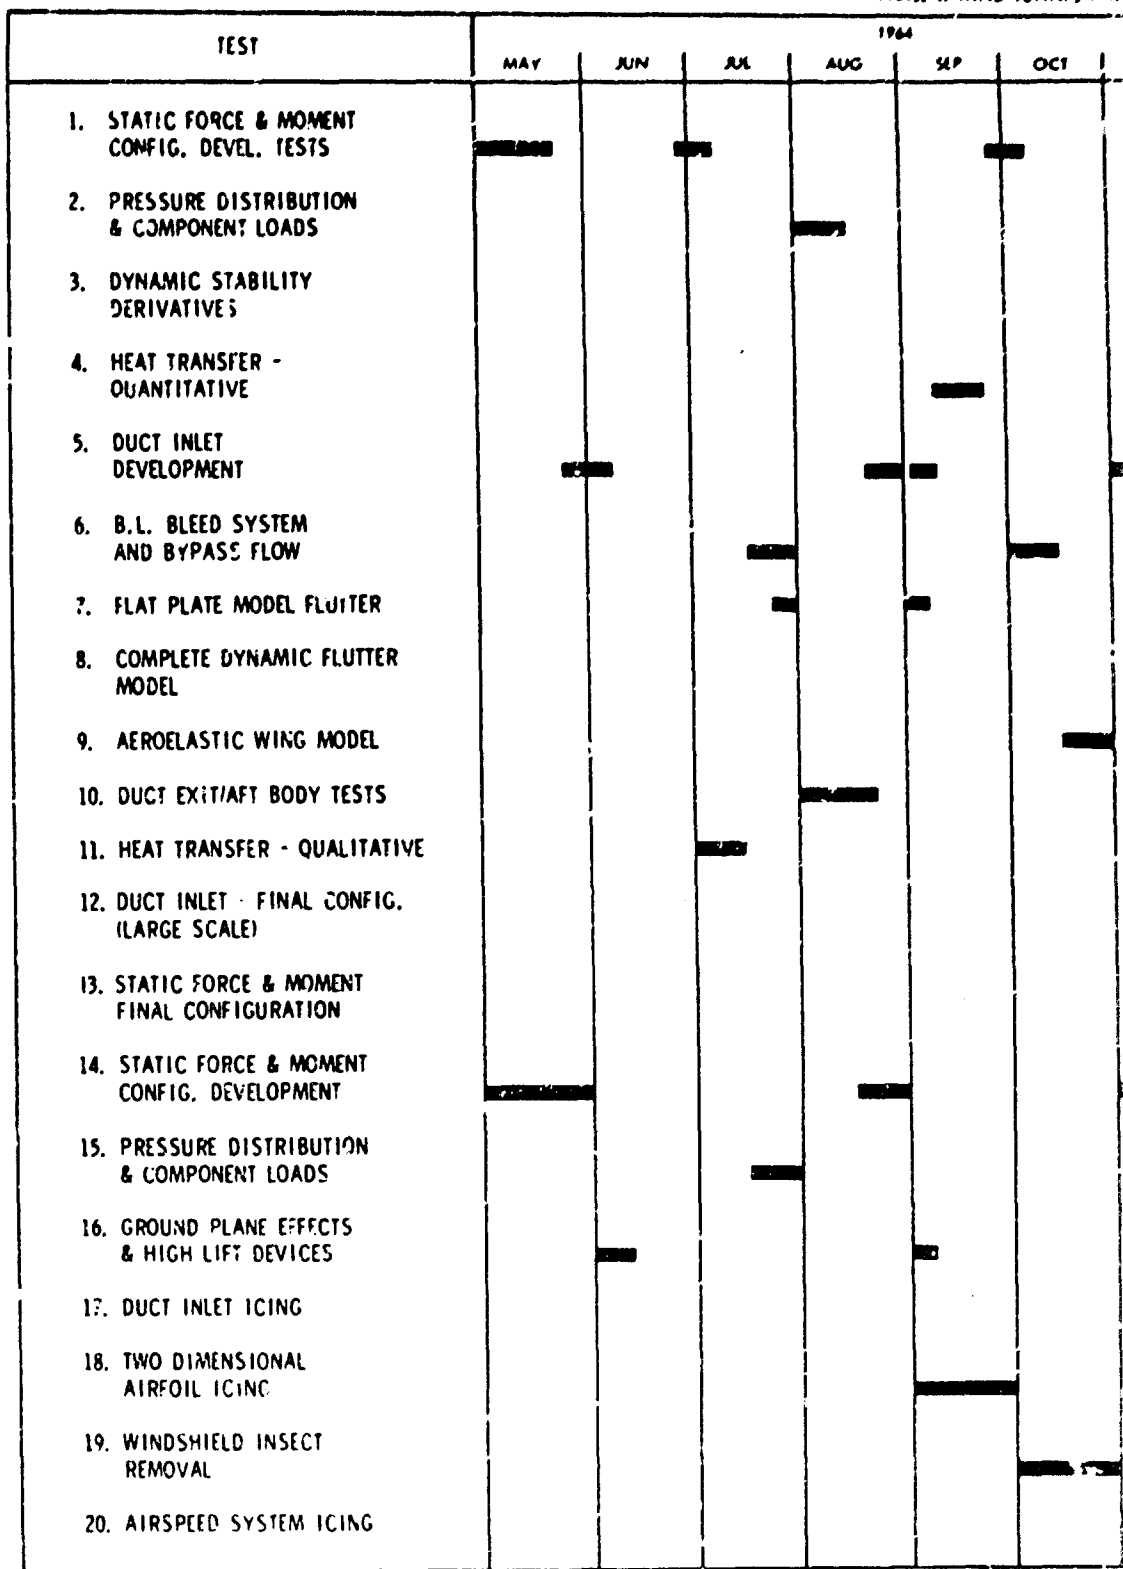 TEST
1964
MAY JUN JUL AUG SEP OCT
1. STATIC FORCE & MOMENT
CONFIG. DEVEL. TESTS
2. PRESSURE DISTRIBUTION
& COMPONENT LOADS
3. DYNAMIC STABILITY
DERIVATIVES
4. HEAT TRANSFER -
QUANTITATIVE
5. DUCT INLET
DEVELOPMENT
6. B.L. BLEED SYSTEM
AND BYPASS FLOW
7. FLAT PLATE MODEL FLUTTER
8. COMPLETE DYNAMIC FLUTTER
MODEL
9. AEROELASTIC WING MODEL
10. DUCT EXIT/AFT BODY TESTS
11. HEAT TRANSFER - QUALITATIVE
12. DUCT INLET - FINAL CONFIG.
(LARGE SCALE)
13. STATIC FORCE & MOMENT
FINAL CONFIGURATION
14. STATIC FORCE & MOMENT
CONFIG. DEVELOPMENT
15. PRESSURE DISTRIBUTION
& COMPONENT LOADS
16. GROUND PLANE EFFECTS
& HIGH LIFT DEVICES
17. DUCT INLET ICING
18. TWO DIMENSIONAL
AIRFOIL ICING
19. WINDSHIELD INSECT
REMOVAL
20. AIRSPEED SYSTEM ICING